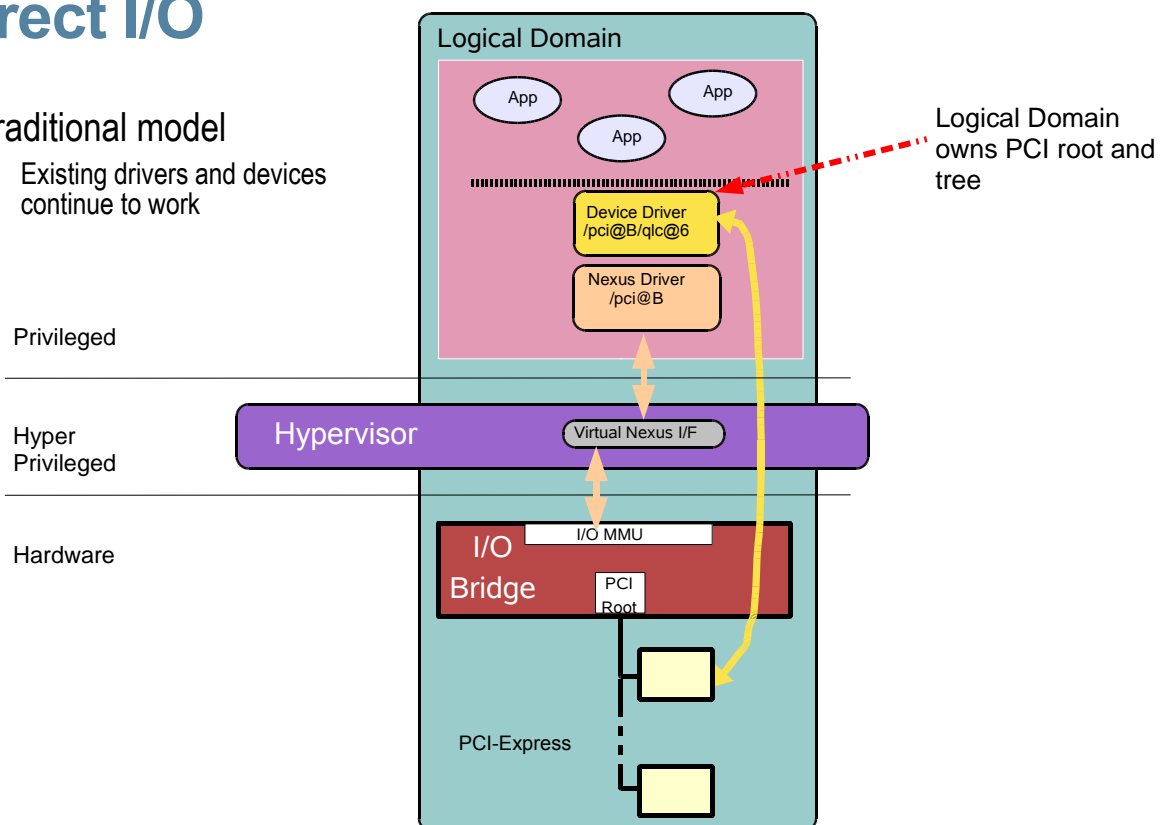 rect I/O
raditional model
Existing drivers and devices
continue to work
Logical Domain
App
App
App
Logical Domain
owns PCI root and
tree
Device Driver
/pci@B/qlc@6
Nexus Driver
/pci@B
Privileged
Hyper
Privileged
Hypervisor
Virtual Nexus I/F
Hardware
I/O MMU
I/O
Bridge
PCI
Root
PCI-Express